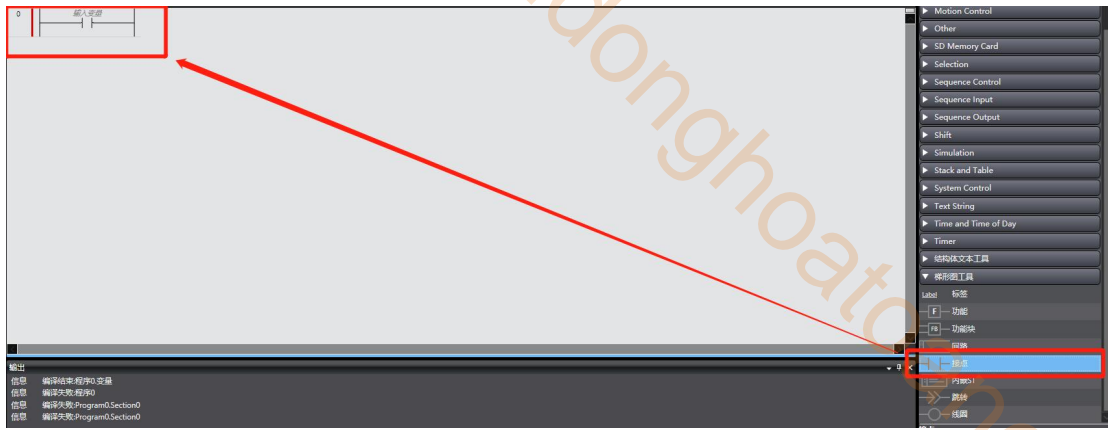 0
输入变量
Motion Control
Other
SD Memory Card
Selection
Sequence Control
Sequence Input
Sequence Output
Shift
Simulation
Stack and Table
System Control
Text String
Time and Time of Day
Timer
结构体文本工具
梯形图工具
Label 标签
F 功能
FB 功能块
回路
接点
内嵌ST
跳转
线圈
输出
信息 编译结束:程序0.变量
信息 编译失败:程序0
信息 编译失败:Program0.Section0
信息 编译失败:Program0.Section0